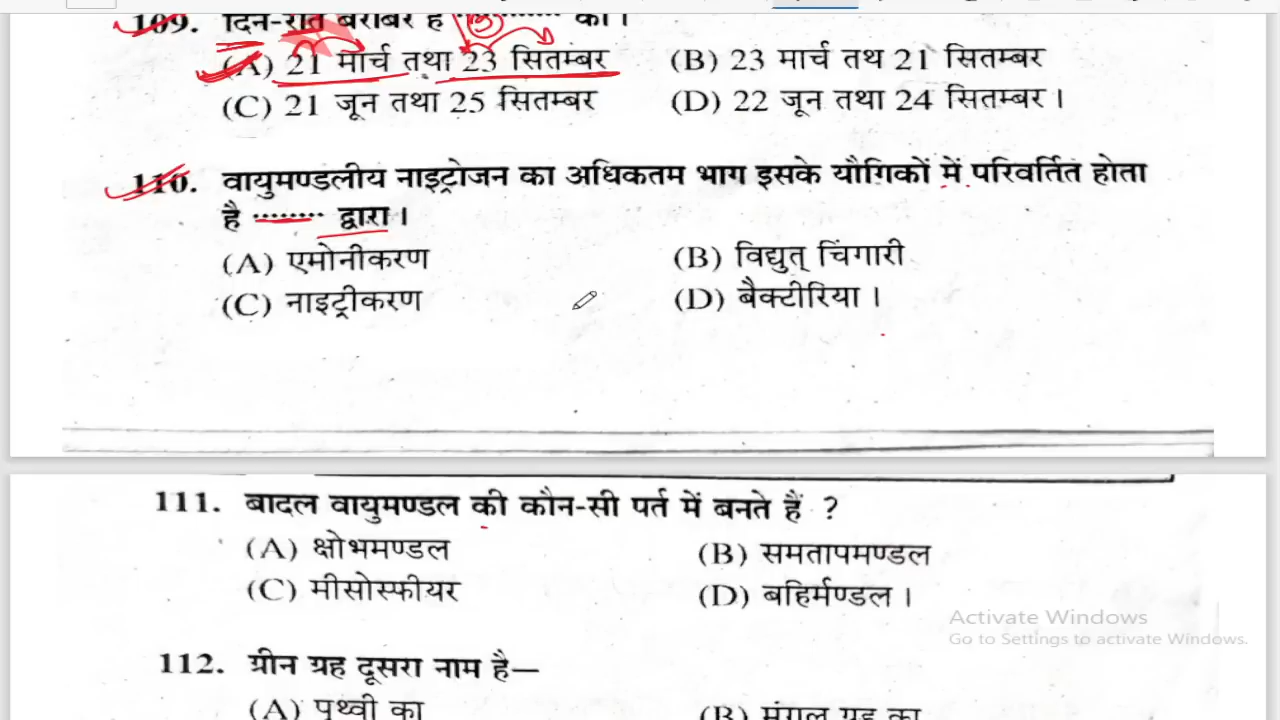 109. दिन-रात बराबर है ............ को।
(A) 21 मार्च तथा 23 सितम्बर (B) 23 मार्च तथ 21 सितम्बर
(C) 21 जून तथा 25 सितम्बर (D) 22 जून तथा 24 सितम्बर।
110. वायुमण्डलीय नाइट्रोजन का अधिकतम भाग इसके यौगिकों में परिवर्तित होता
है ........ द्वारा।
(A) एमोनीकरण (B) विद्युत् चिंगारी
(C) नाइट्रीकरण (D) बैक्टीरिया।
111. बादल वायुमण्डल की कौन-सी पर्त में बनते हैं ?
(A) क्षोभमण्डल (B) समतापमण्डल
(C) मीसोस्फीयर (D) बहिर्मण्डल।
Activate Windows
Go to Settings to activate Windows.
112. ग्रीन ग्रह दूसरा नाम है—
(A) पृथ्वी का (B) मंगल ग्रह का